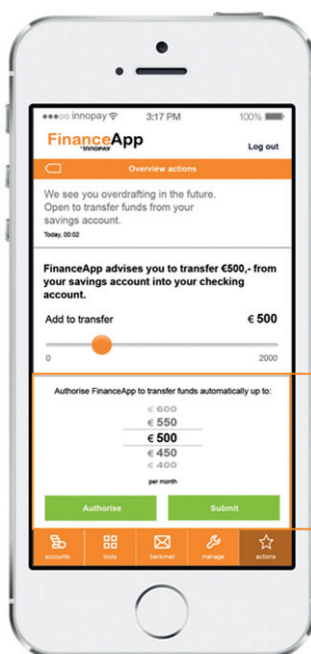 innopay 3:17 PM 100%
FinanceApp
INNOPAY
Log out
Overview actions
We see you overdrafting in the future.
Open to transfer funds from your
savings account.
Today, 00:02
FinanceApp advises you to transfer €500,- from
your savings account into your checking
account.
Add to transfer € 500
0 2000
Authorise FinanceApp to transfer funds automatically up to:
€ 600
€ 550
€ 500
€ 450
€ 400
per month
Authorise Submit
accounts tools bankmail manage actions